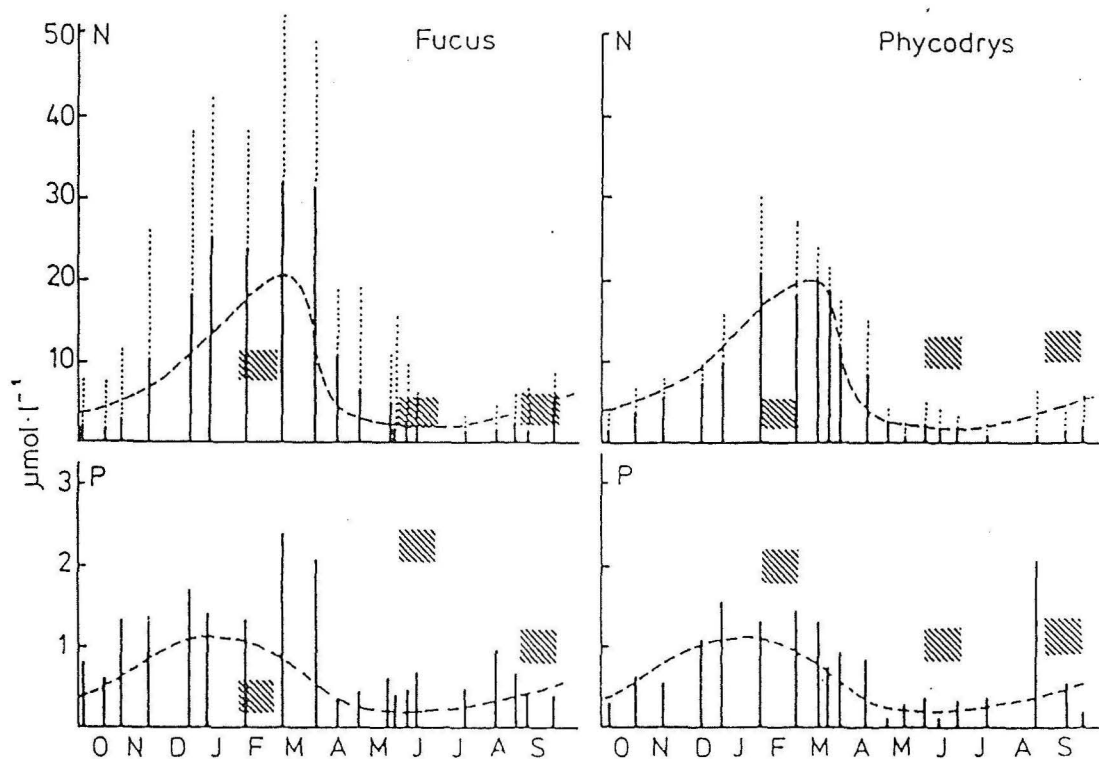 50 N Fucus N Phycodrys
40
30
20
10
µmol·l⁻¹
3 P P
2
1
O N D J F M A M J J A S O N D J F M A M J J A S